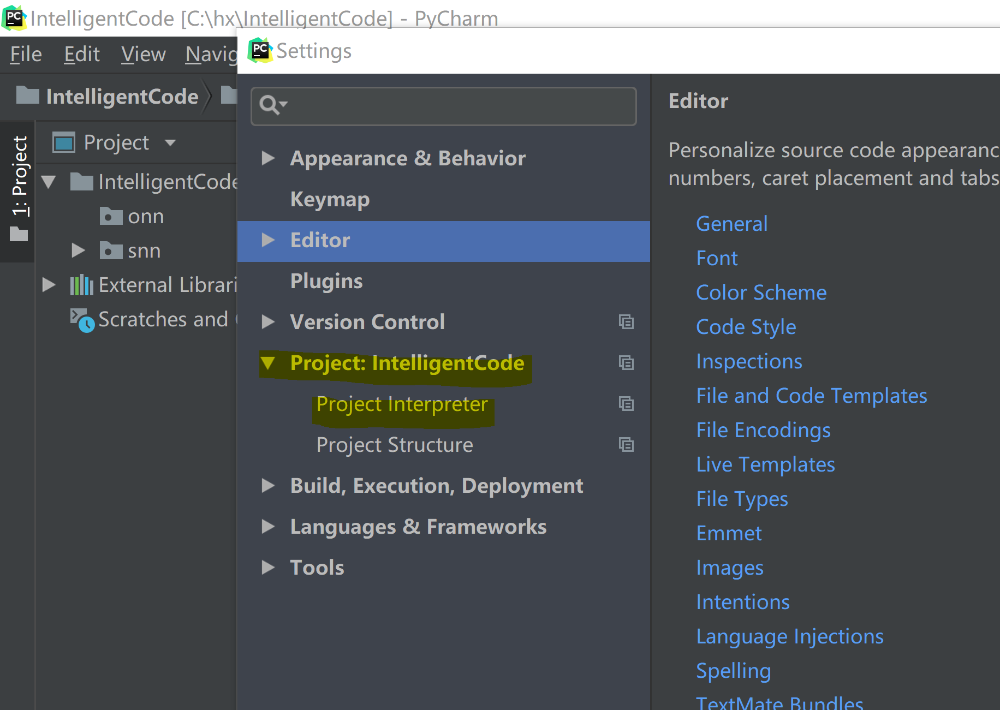 IntelligentCode [C:\hx\IntelligentCode] - PyCharm
File Edit View Navig
IntelligentCode
1: Project
Project
IntelligentCode
onn
snn
External Librari
Scratches and
Settings
Appearance & Behavior
Keymap
Editor
Plugins
Version Control
Project: IntelligentCode
Project Interpreter
Project Structure
Build, Execution, Deployment
Languages & Frameworks
Tools
Editor
Personalize source code appearanc
numbers, caret placement and tabs
General
Font
Color Scheme
Code Style
Inspections
File and Code Templates
File Encodings
Live Templates
File Types
Emmet
Images
Intentions
Language Injections
Spelling
TextMate Bundles